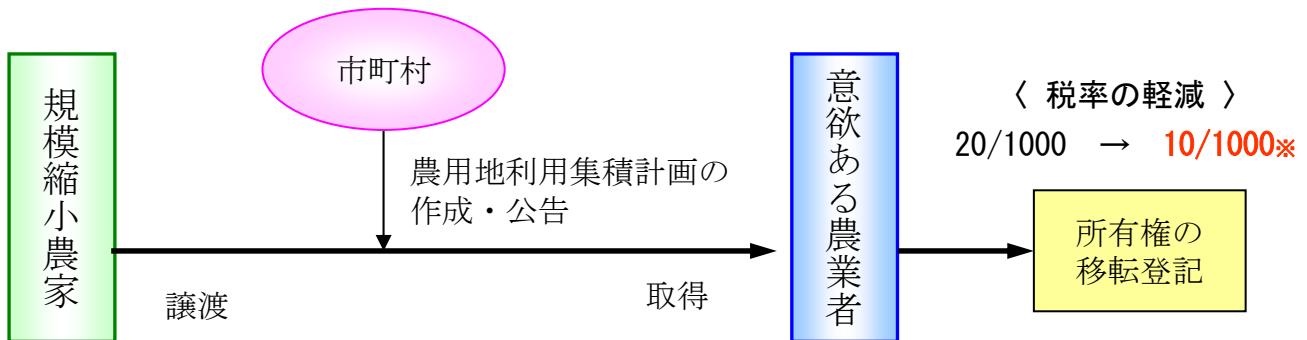 市町村
規模縮小農家
農用地利用集積計画の
作成・公告
譲渡
取得
意欲ある農業者
〈 税率の軽減 〉
20/1000 → 10/1000※
所有権の
移転登記